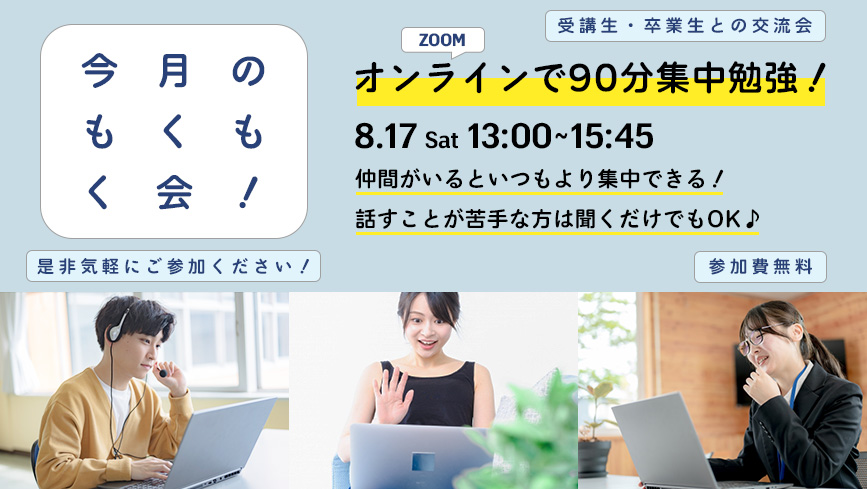 今月の
もくも
く会！
是非気軽にご参加ください！
受講生・卒業生との交流会
ZOOM
オンラインで90分集中勉強！
8.17 Sat 13:00~15:45
仲間がいるといつもより集中できる！
話すことが苦手な方は聞くだけでもOK♪
参加費無料